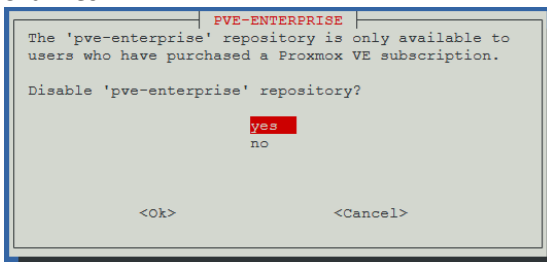 PVE-ENTERPRISE
The 'pve-enterprise' repository is only available to
users who have purchased a Proxmox VE subscription.
Disable 'pve-enterprise' repository?
yes
no
<Ok> <Cancel>